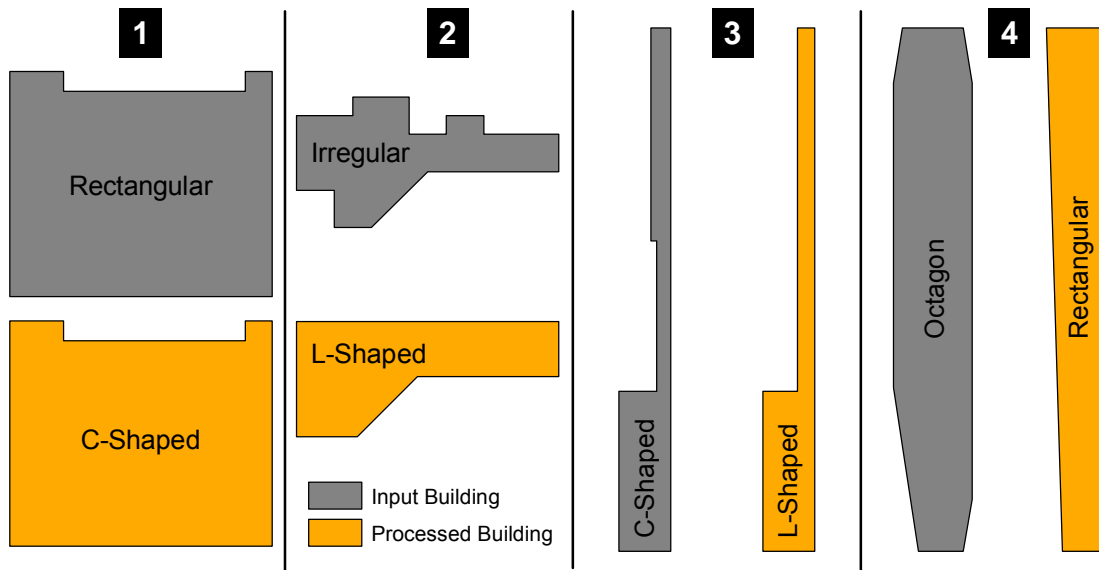 1
2
3
4
Rectangular
C-Shaped
Irregular
L-Shaped
Input Building
Processed Building
C-Shaped
L-Shaped
Octagon
Rectangular